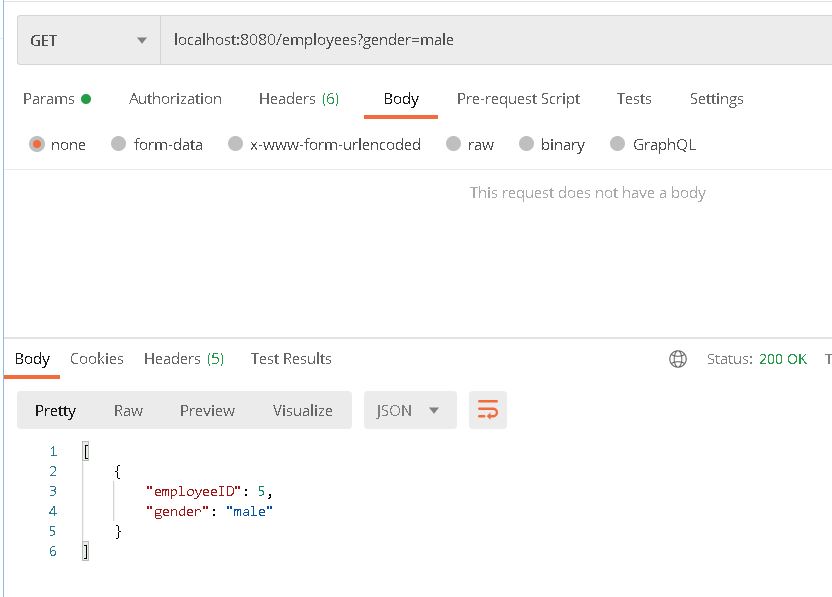 GET localhost:8080/employees?gender=male
Params Authorization Headers (6) Body Pre-request Script Tests Settings
none form-data x-www-form-urlencoded raw binary GraphQL
This request does not have a body
Body Cookies Headers (5) Test Results Status: 200 OK T
Pretty Raw Preview Visualize JSON
1 [
2 {
3 "employeeID": 5,
4 "gender": "male"
5 }
6 ]